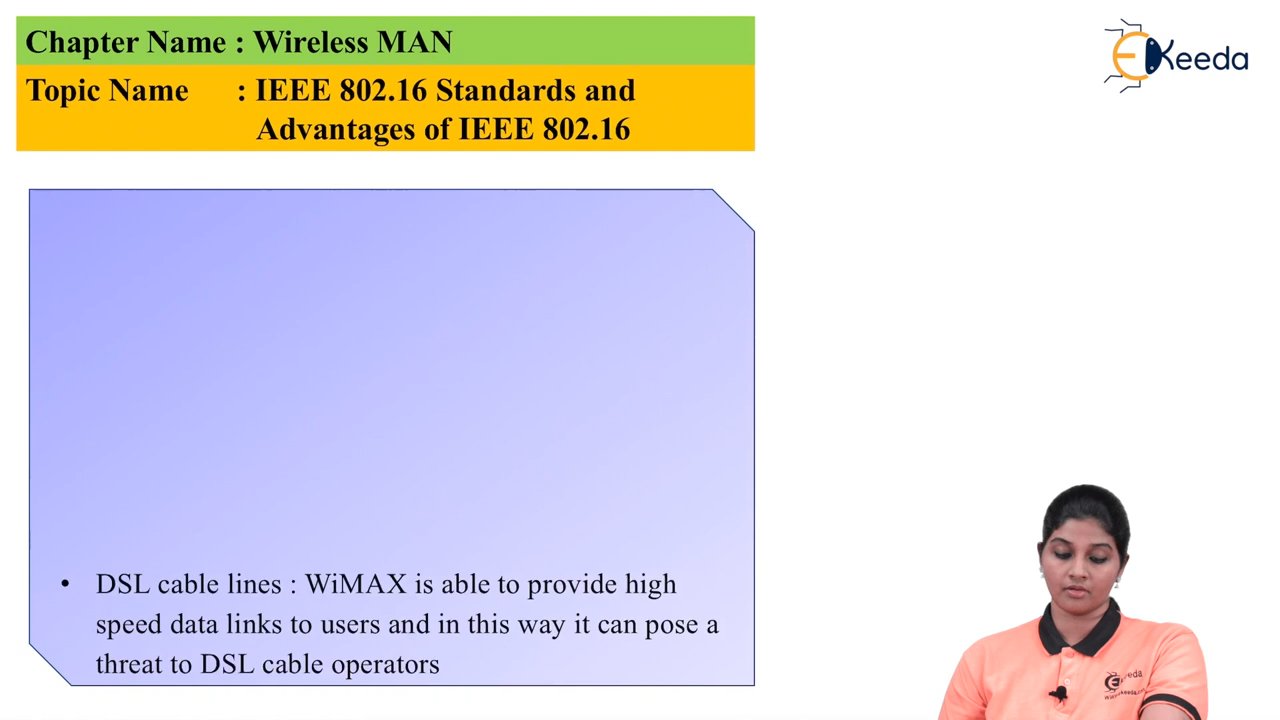 Chapter Name : Wireless MAN
Topic Name : IEEE 802.16 Standards and
Advantages of IEEE 802.16
EKeeda
• DSL cable lines : WiMAX is able to provide high
speed data links to users and in this way it can pose a
threat to DSL cable operators